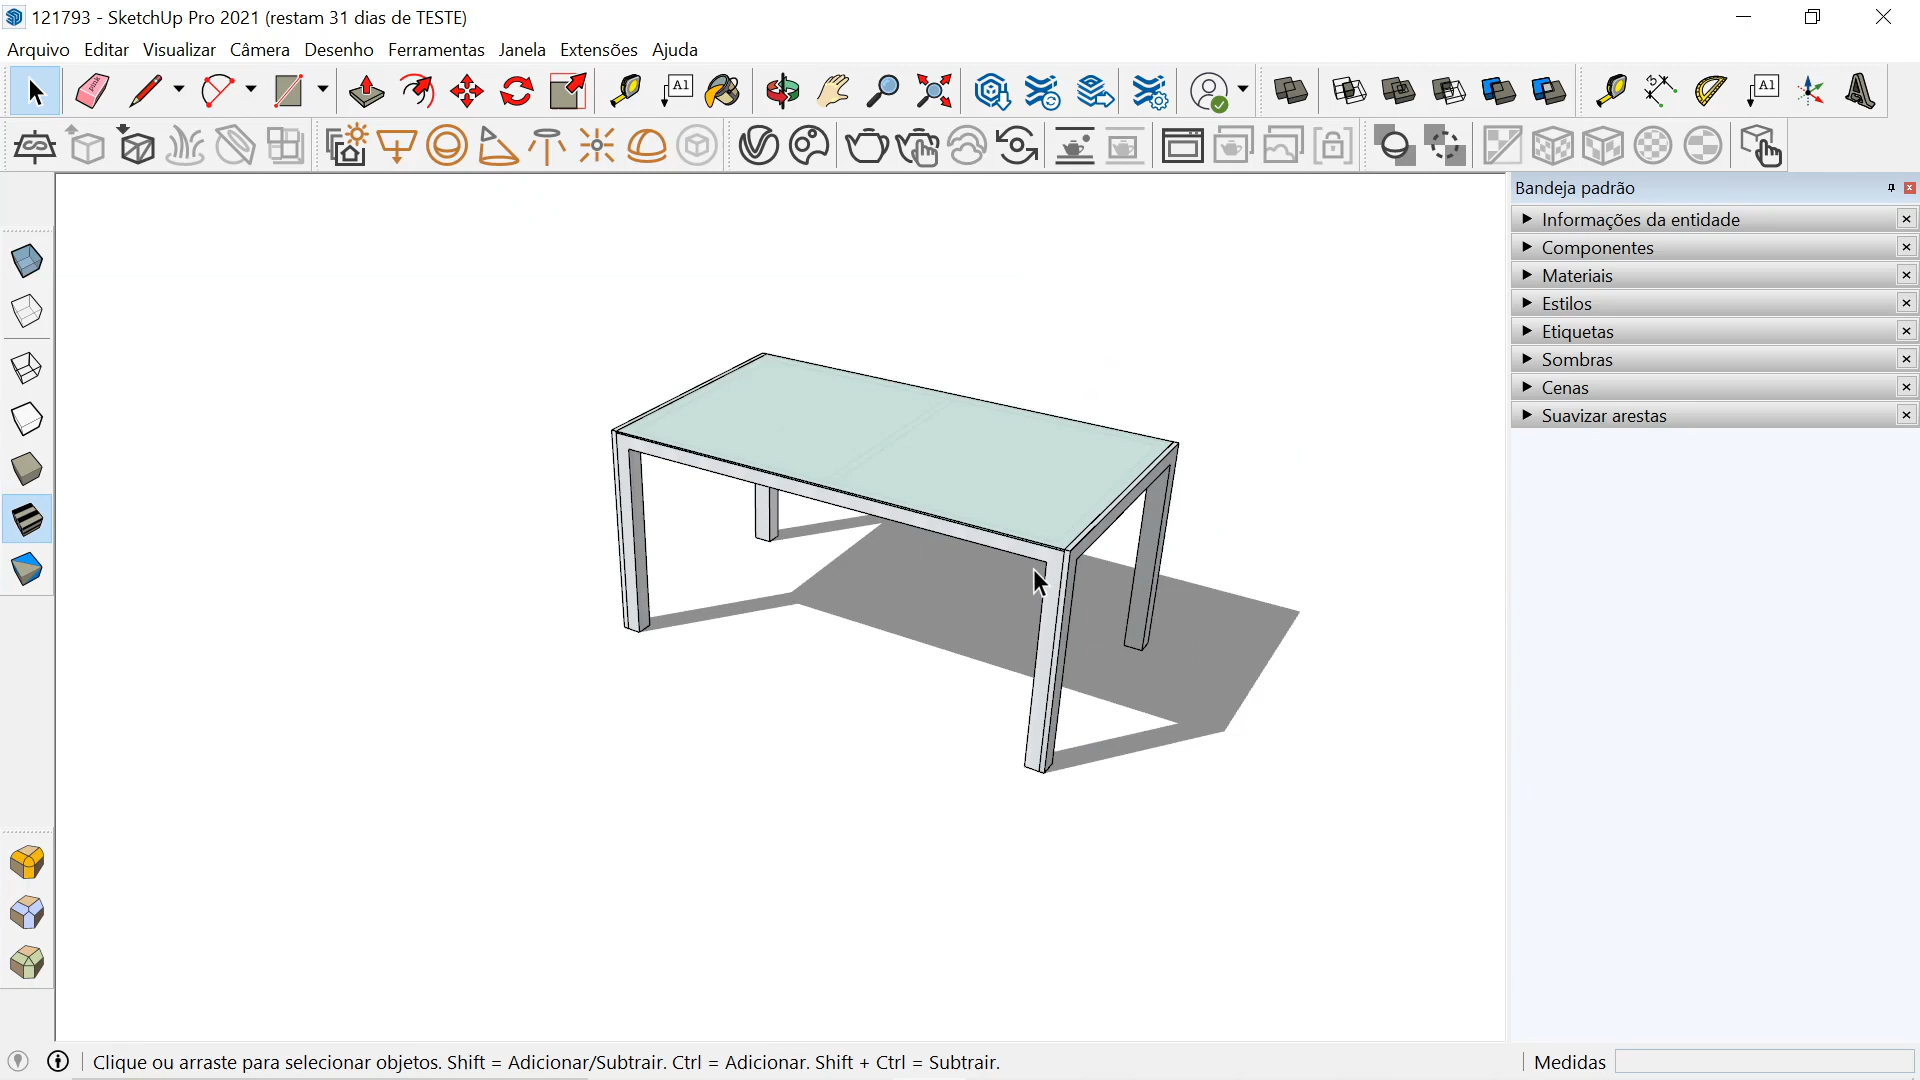 121793 - SketchUp Pro 2021 (restam 31 dias de TESTE)
Arquivo Editar Visualizar Câmera Desenho Ferramentas Janela Extensões Ajuda
A1
A1
Bandeja padrão
Informações da entidade
Componentes
Materiais
Estilos
Etiquetas
Sombras
Cenas
Suavizar arestas
Clique ou arraste para selecionar objetos. Shift = Adicionar/Subtrair. Ctrl = Adicionar. Shift + Ctrl = Subtrair.
Medidas